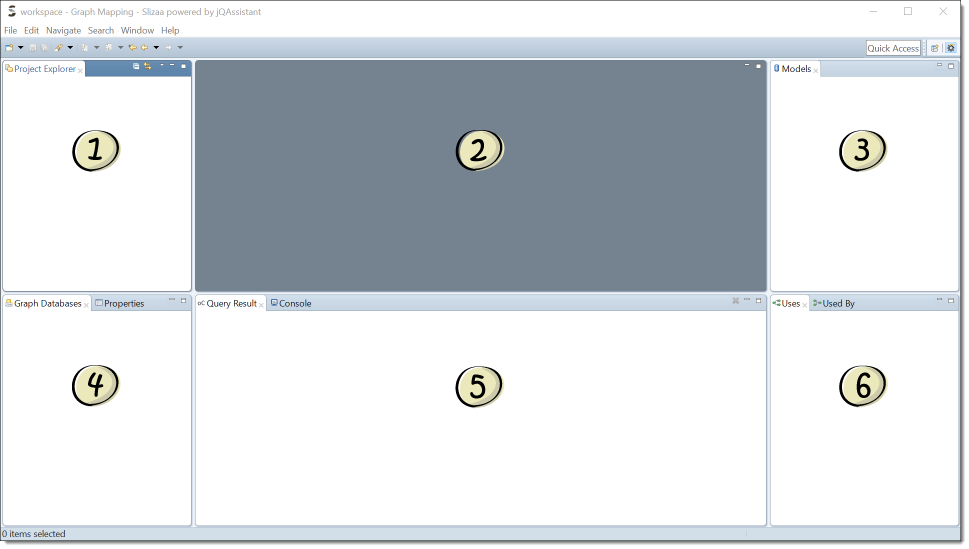 workspace - Graph Mapping - Slizaa powered by jQAssistant
File Edit Navigate Search Window Help
Quick Access
Project Explorer
Models
1
2
3
Graph Databases Properties
Query Result Console
Uses Used By
4
5
6
0 items selected